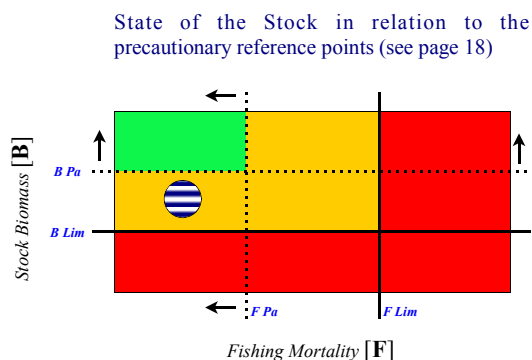 State of the Stock in relation to the
precautionary reference points (see page 18)
Stock Biomass [B]
B Pa
B Lim
F Pa
F Lim
Fishing Mortality [F]